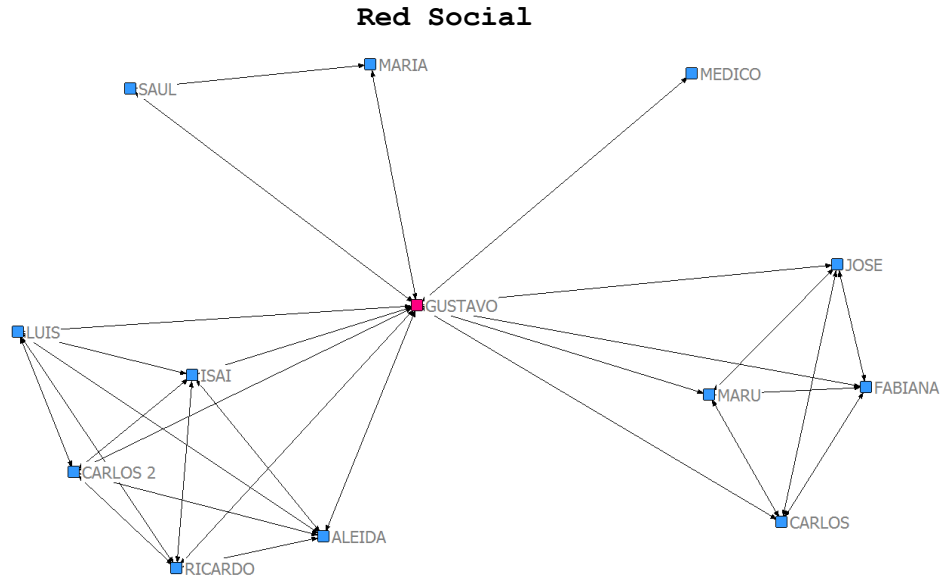 Red Social
MARIA
MEDICO
SAUL
JOSE
GUSTAVO
LUIS
ISAI
FABIANA
MARU
CARLOS 2
CARLOS
ALEIDA
RICARDO